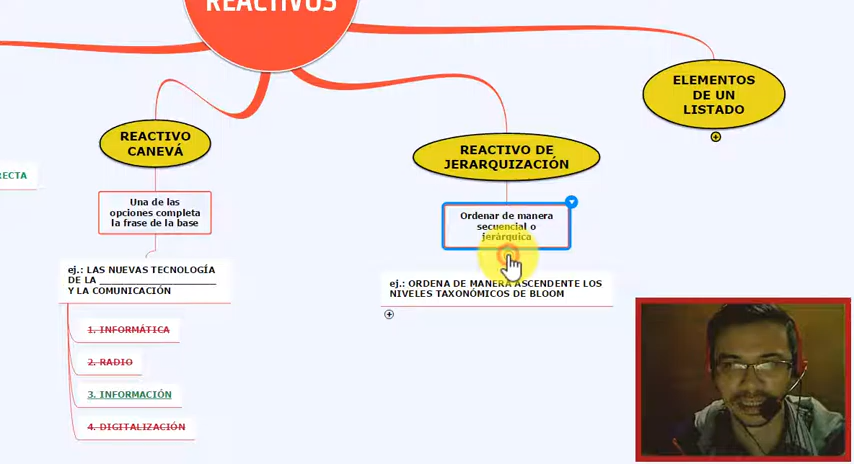 REACTIVOS
ELEMENTOS
DE UN
LISTADO
REACTIVO
CANEVÁ
REACTIVO DE
JERARQUIZACIÓN
RECTA
Una de las
opciones completa
la frase de la base
Ordenar de manera
secuencial o
jerárquica
ej.: LAS NUEVAS TECNOLOGÍA
DE LA ____________________
Y LA COMUNICACIÓN
ej.: ORDENA DE MANERA ASCENDENTE LOS
NIVELES TAXONÓMICOS DE BLOOM
1. INFORMÁTICA
2. RADIO
3. INFORMACIÓN
4. DIGITALIZACIÓN